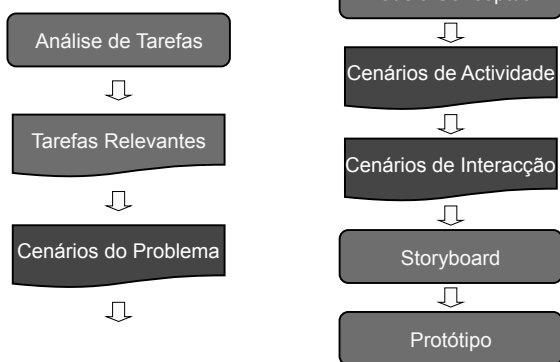 Análise de Tarefas
Tarefas Relevantes
Cenários do Problema
Cenários de Actividade
Cenários de Interacção
Storyboard
Protótipo